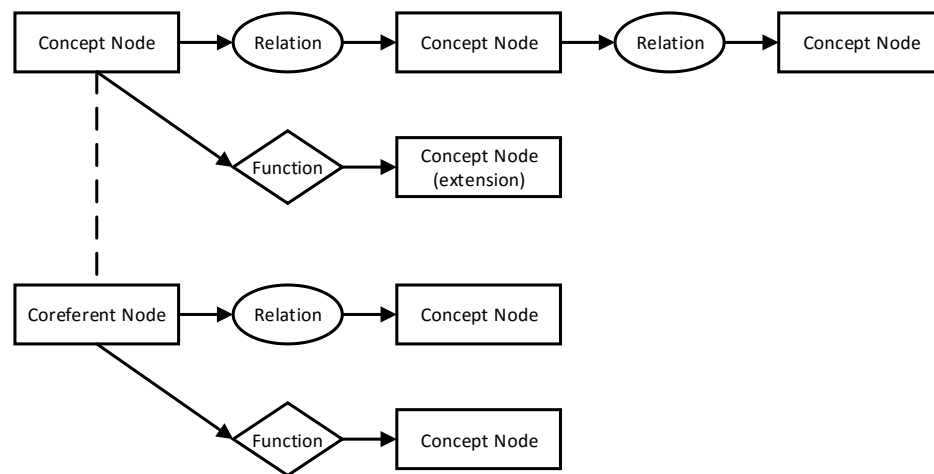 Concept Node
Relation
Concept Node
Relation
Concept Node
Function
Concept Node
(extension)
Coreferent Node
Relation
Concept Node
Function
Concept Node